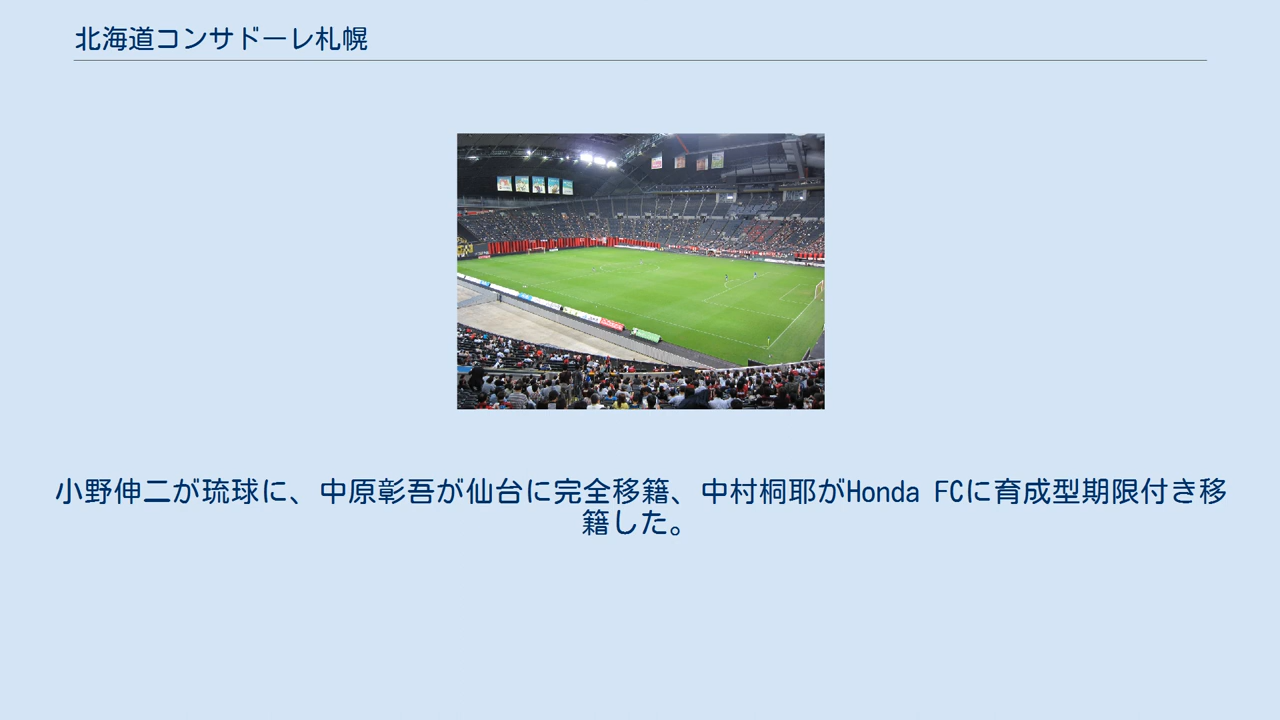 北海道コンサドーレ札幌
小野伸二が琉球に、中原彰吾が仙台に完全移籍、中村桐耶がHonda FCに育成型期限付き移
籍した。